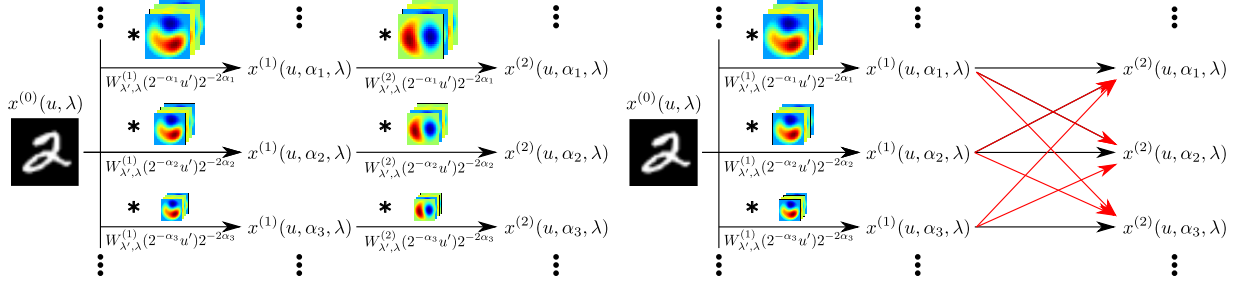 * *
W^{(1)}_{λ',λ}(2^{-α_1}u')2^{-2α_1} x^{(1)}(u, α_1, λ) W^{(2)}_{λ',λ}(2^{-α_1}u')2^{-2α_1} x^{(2)}(u, α_1, λ)
x^{(0)}(u, λ)
* *
W^{(1)}_{λ',λ}(2^{-α_2}u')2^{-2α_2} x^{(1)}(u, α_2, λ) W^{(2)}_{λ',λ}(2^{-α_2}u')2^{-2α_2} x^{(2)}(u, α_2, λ)
2
* *
W^{(1)}_{λ',λ}(2^{-α_3}u')2^{-2α_3} x^{(1)}(u, α_3, λ) W^{(2)}_{λ',λ}(2^{-α_3}u')2^{-2α_3} x^{(2)}(u, α_3, λ)
*
W^{(1)}_{λ',λ}(2^{-α_1}u')2^{-2α_1} x^{(1)}(u, α_1, λ) x^{(2)}(u, α_1, λ)
x^{(0)}(u, λ)
*
W^{(1)}_{λ',λ}(2^{-α_2}u')2^{-2α_2} x^{(1)}(u, α_2, λ) x^{(2)}(u, α_2, λ)
2
*
W^{(1)}_{λ',λ}(2^{-α_3}u')2^{-2α_3} x^{(1)}(u, α_3, λ) x^{(2)}(u, α_3, λ)